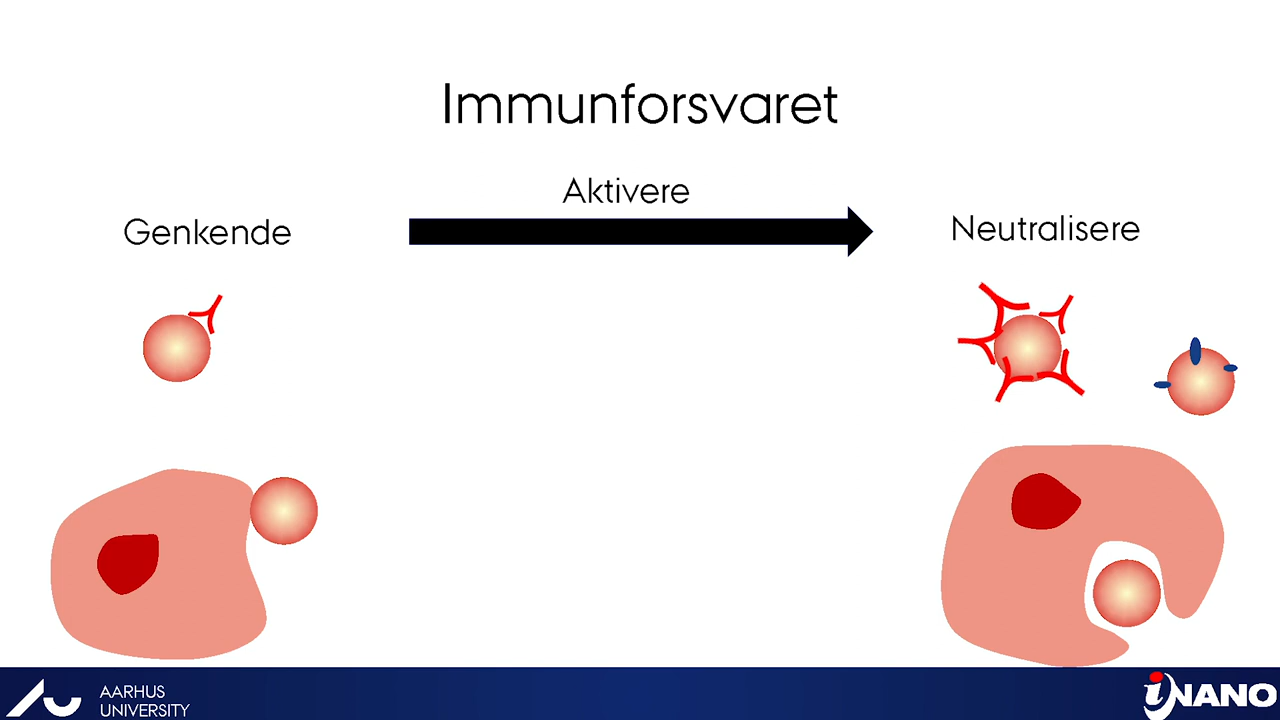 Immunforsvaret
Aktivere
Genkende
Neutralisere
AARHUS
UNIVERSITY
iNANO